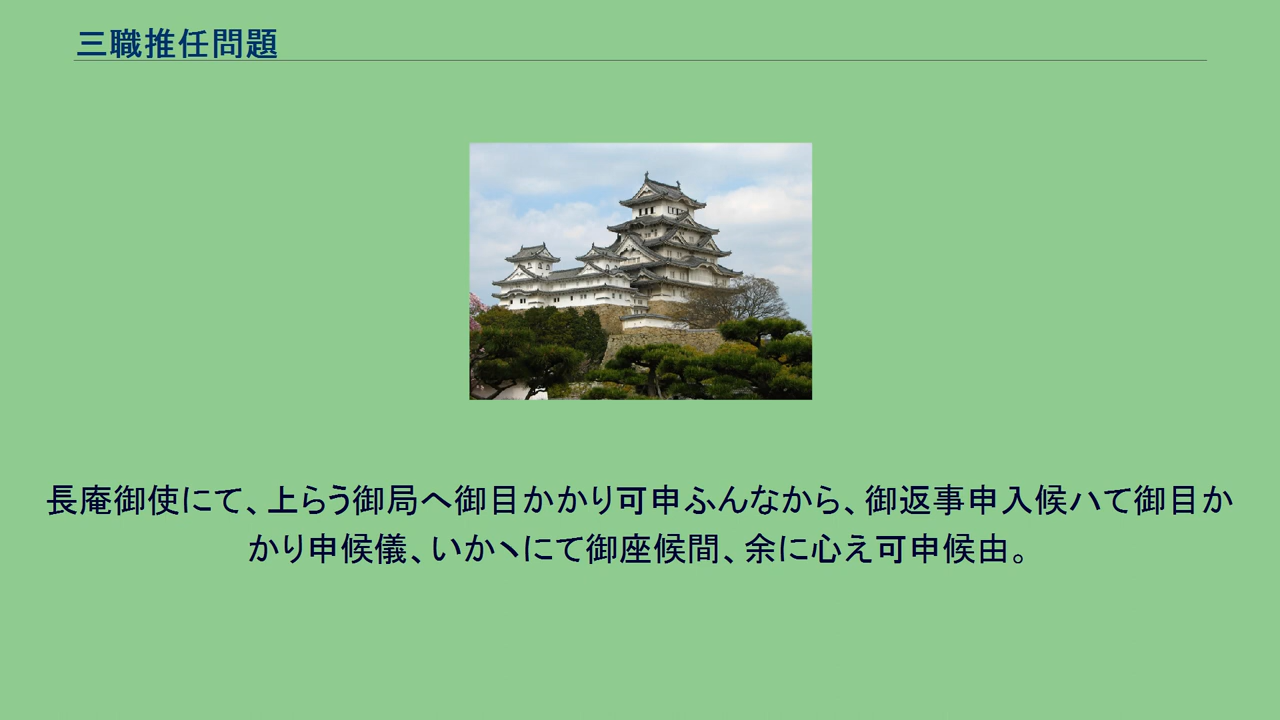 三職推任問題
長庵御使にて、上らう御局へ御目かかり可申ふんなから、御返事申入候ハて御目か
かり申候儀、いかヽにて御座候間、余に心え可申候由。